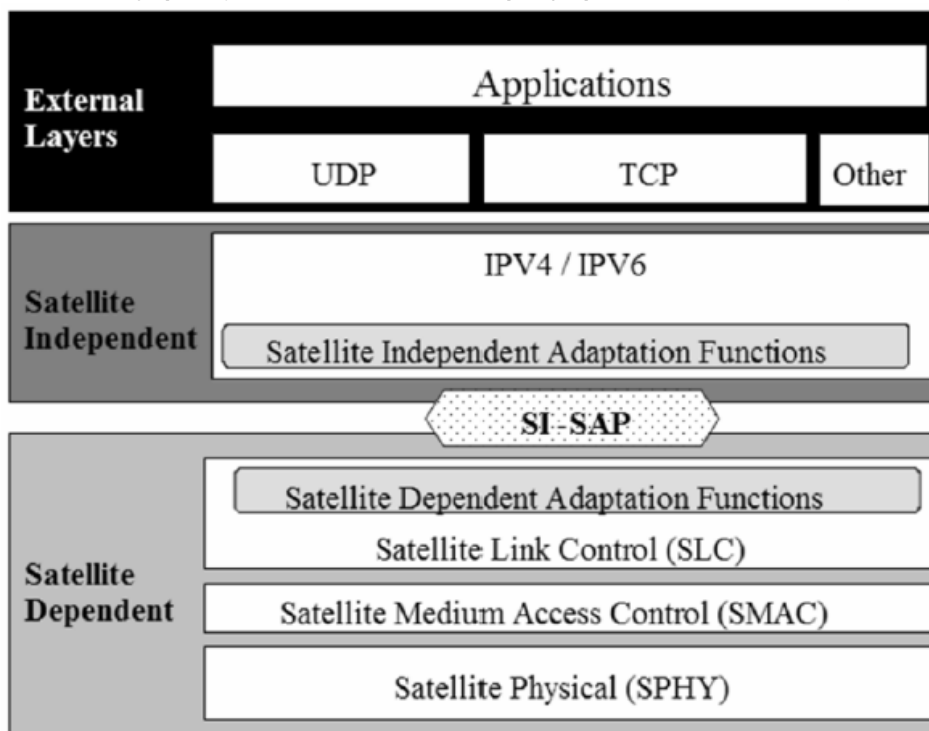 External
Layers
Applications
UDP
TCP
Other
Satellite
Independent
IPV4 / IPV6
Satellite Independent Adaptation Functions
SI-SAP
Satellite
Dependent
Satellite Dependent Adaptation Functions
Satellite Link Control (SLC)
Satellite Medium Access Control (SMAC)
Satellite Physical (SPHY)